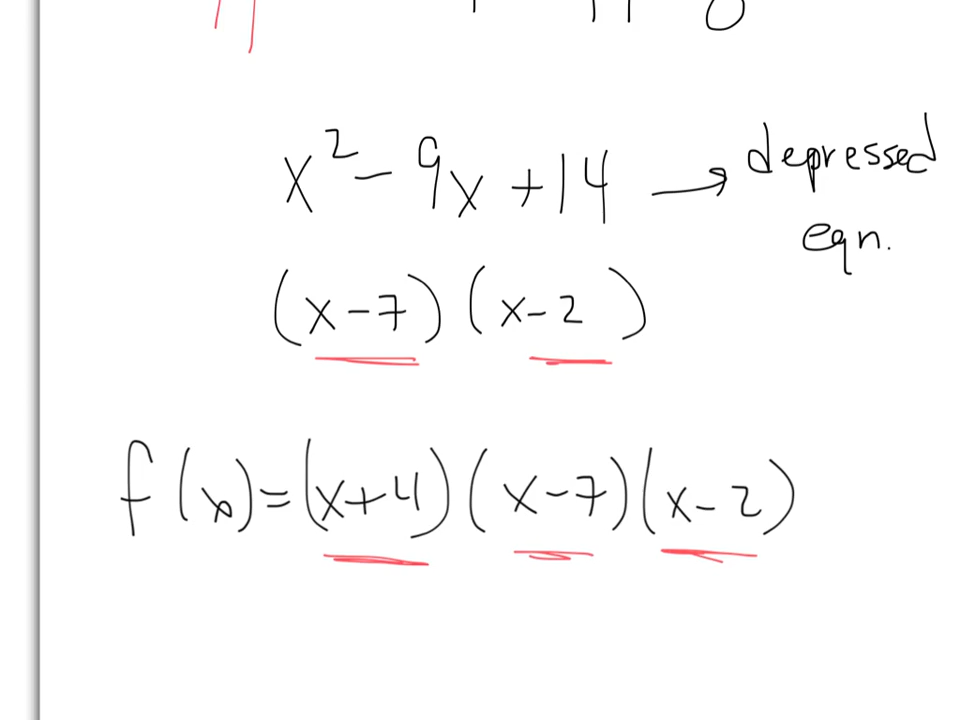 x² - 9x + 14 → depressed
eqn.
(x-7)(x-2)
f(x)=(x+4)(x-7)(x-2)